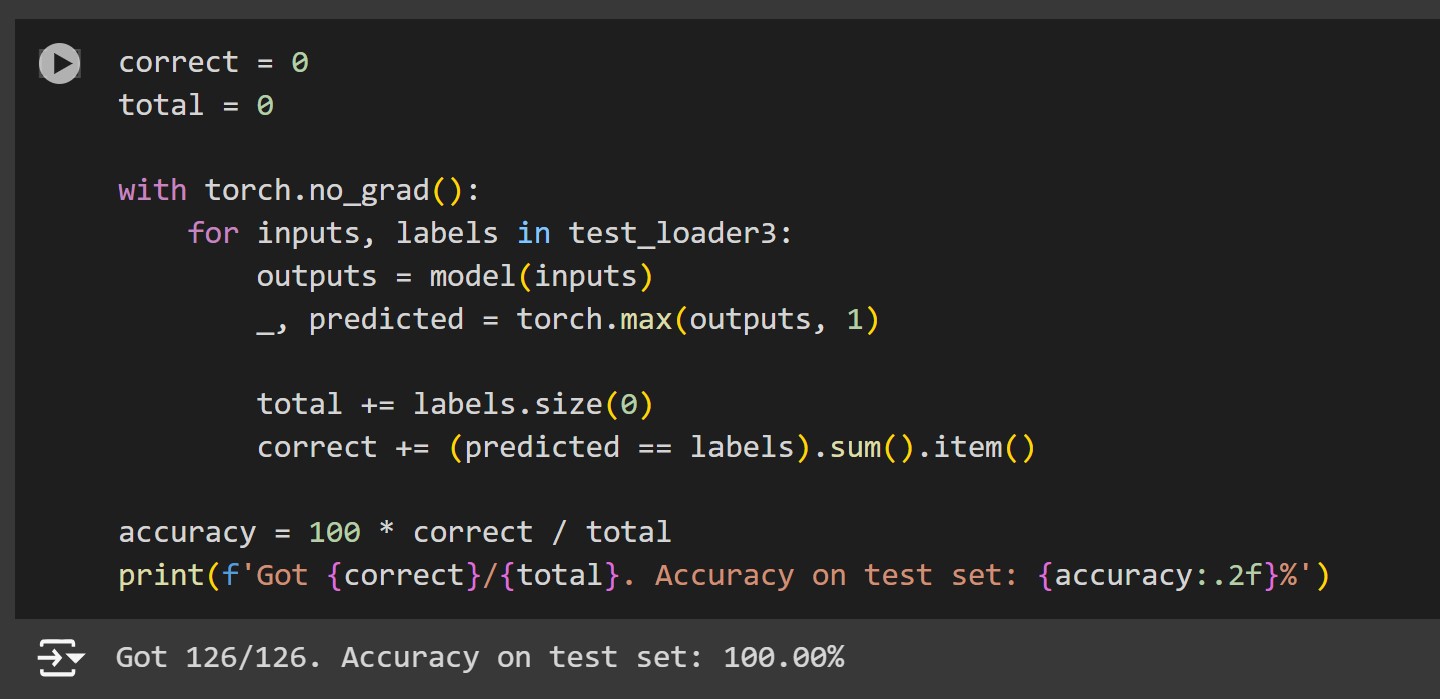 correct = 0
total = 0
with torch.no_grad():
    for inputs, labels in test_loader3:
        outputs = model(inputs)
        _, predicted = torch.max(outputs, 1)
        total += labels.size(0)
        correct += (predicted == labels).sum().item()
accuracy = 100 * correct / total
print(f'Got {correct}/{total}. Accuracy on test set: {accuracy:.2f}%')
Got 126/126. Accuracy on test set: 100.00%